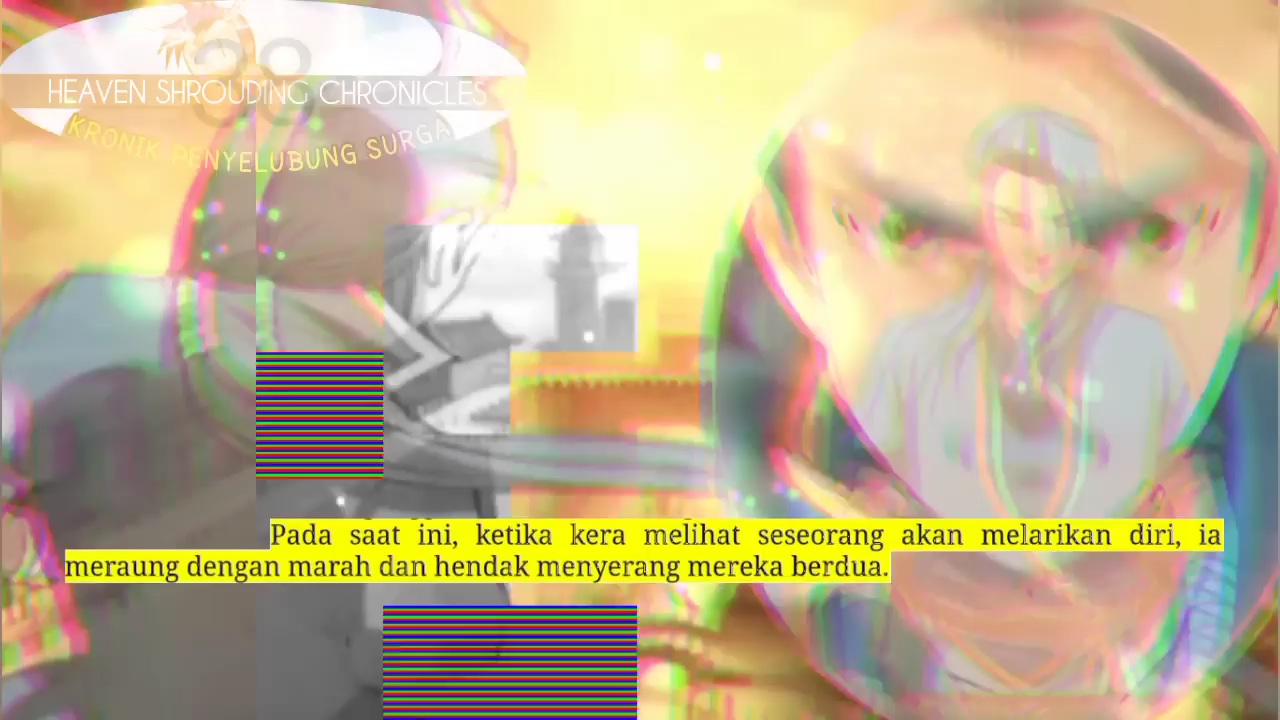 38
HEAVEN SHROUDING CHRONICLES
KRONIK PENYELUBUNG SURGA
Pada saat ini, ketika kera melihat seseorang akan melarikan diri, ia
meraung dengan marah dan hendak menyerang mereka berdua.